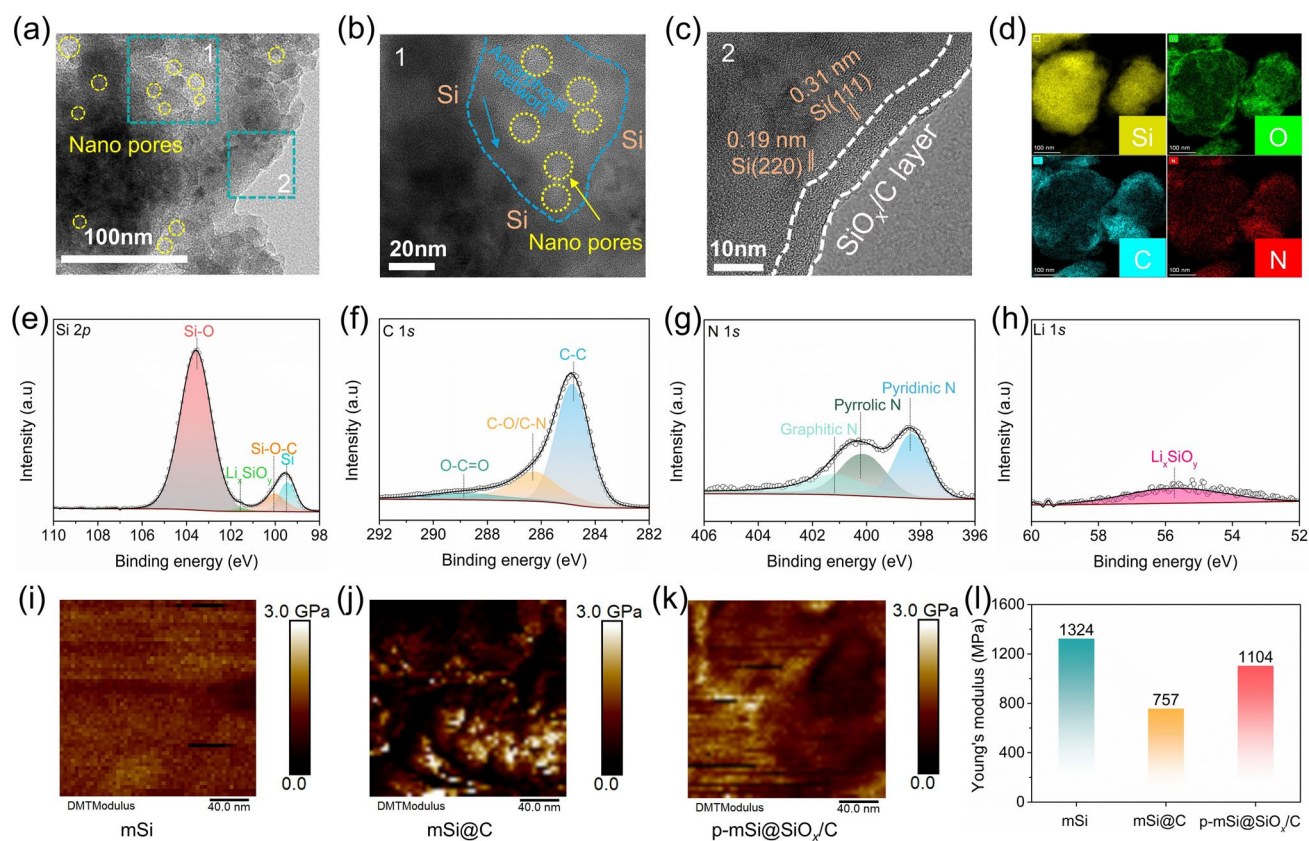 (a)
1
2
Nano pores
100nm
(b)
1
Amorphous
network
Si
Si
Si
Nano pores
20nm
(c)
2
0.31 nm
Si(111)
0.19 nm
Si(220)
SiOₓ/C layer
10nm
(d)
Si
O
C
N
N
100 nm
100 nm
100 nm
100 nm
(e)
Si 2p
Si-O
LiₓSiOᵧ
Si-O-C
Si
Intensity (a.u)
110 108 106 104 102 100 98
Binding energy (eV)
(f)
C 1s
C-C
C-O/C-N
O-C=O
Intensity (a.u)
292 290 288 286 284 282
Binding energy (eV)
(g)
N 1s
Pyridinic N
Pyrrolic N
Graphitic N
Intensity (a.u)
406 404 402 400 398 396
Binding energy (eV)
(h)
Li 1s
LiₓSiOᵧ
Intensity (a.u)
60 58 56 54 52
Binding energy (eV)
(i)
3.0 GPa
0.0
DMTModulus
40.0 nm
mSi
(j)
3.0 GPa
0.0
DMTModulus
40.0 nm
mSi@C
(k)
3.0 GPa
0.0
DMTModulus
40.0 nm
p-mSi@SiOₓ/C
(l)
Young's modulus (MPa)
1600
1200
800
400
0
1324
757
1104
mSi mSi@C p-mSi@SiOₓ/C